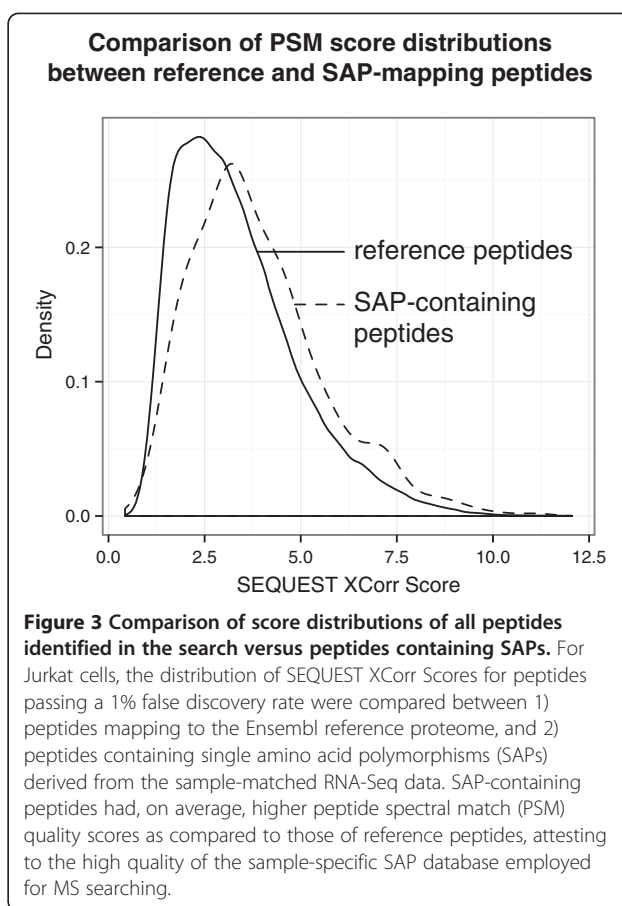 Comparison of PSM score distributions
between reference and SAP-mapping peptides
0.2
0.1
0.0
Density
reference peptides
SAP-containing
peptides
0.0 2.5 5.0 7.5 10.0 12.5
SEQUEST XCorr Score
Figure 3 Comparison of score distributions of all peptides
identified in the search versus peptides containing SAPs. For
Jurkat cells, the distribution of SEQUEST XCorr Scores for peptides
passing a 1% false discovery rate were compared between 1)
peptides mapping to the Ensembl reference proteome, and 2)
peptides containing single amino acid polymorphisms (SAPs)
derived from the sample-matched RNA-Seq data. SAP-containing
peptides had, on average, higher peptide spectral match (PSM)
quality scores as compared to those of reference peptides, attesting
to the high quality of the sample-specific SAP database employed
for MS searching.